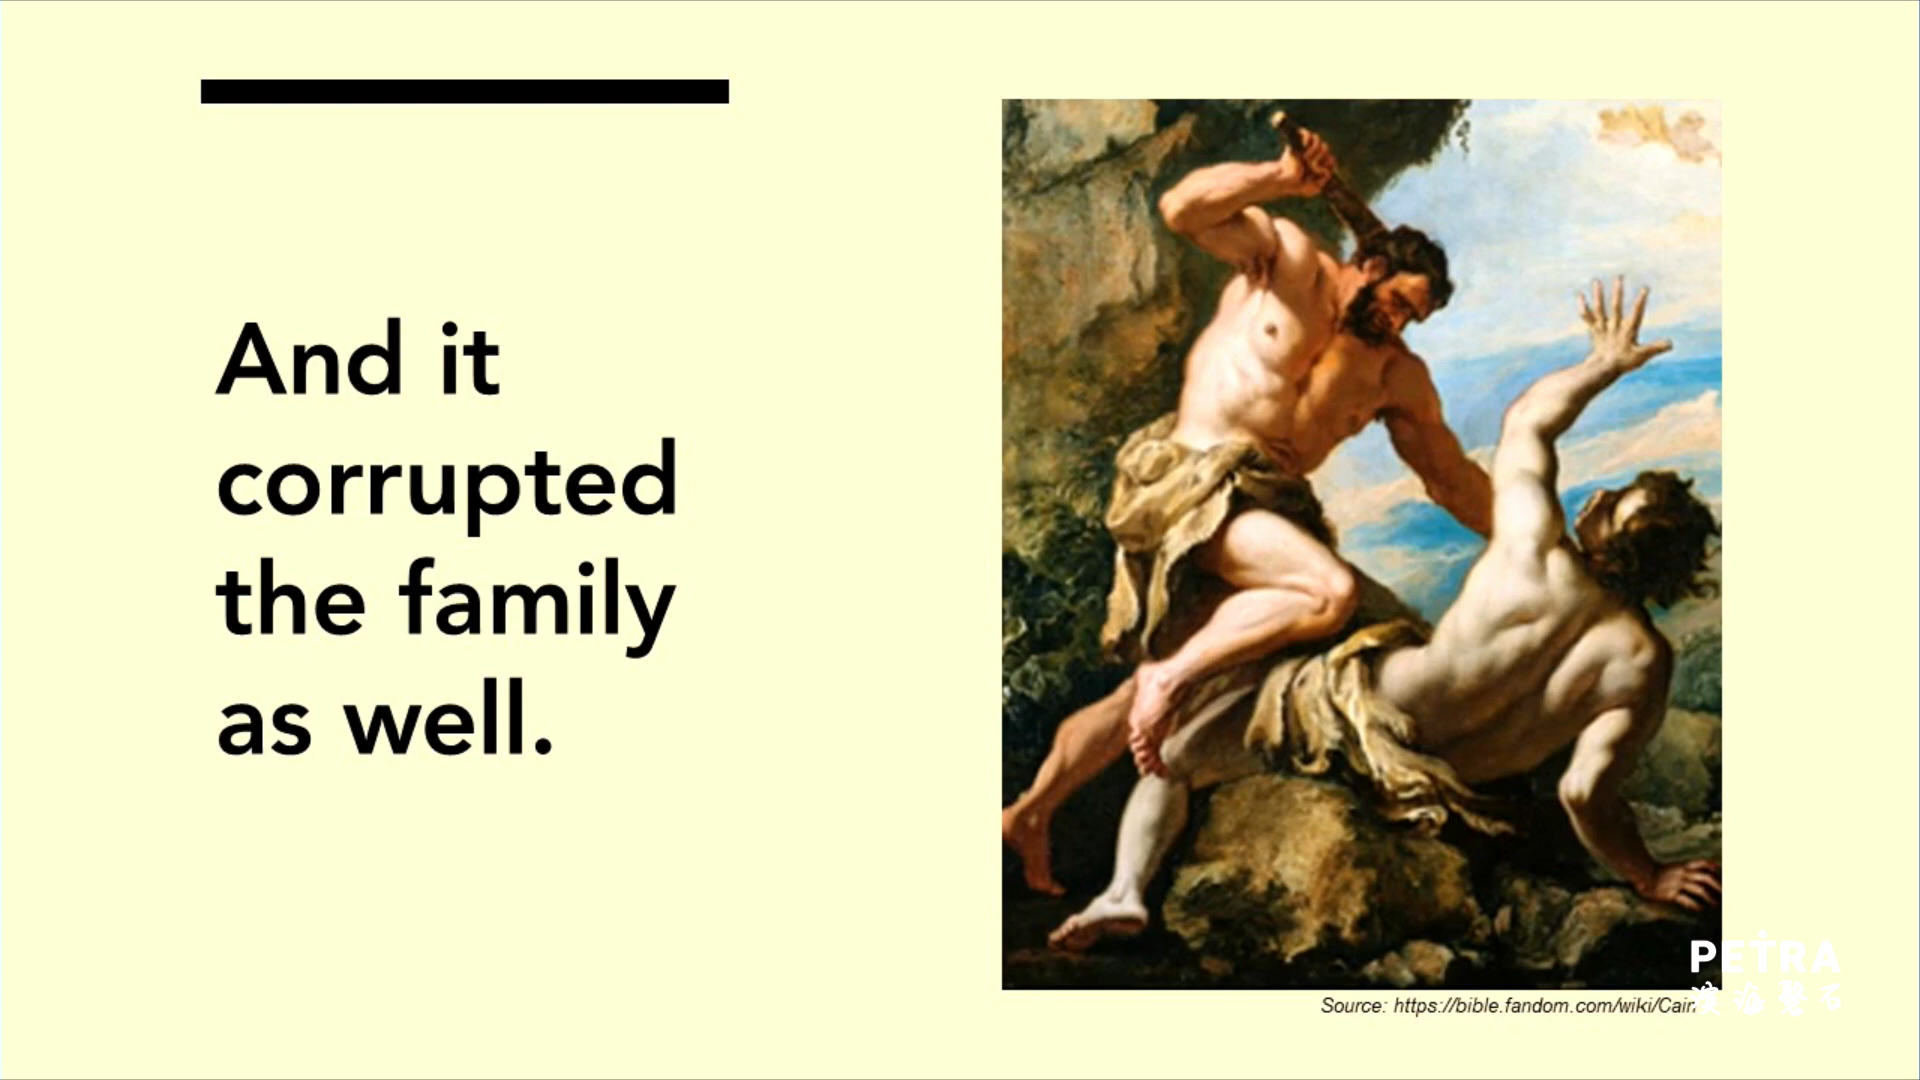 And it
corrupted
the family
as well.
PETRA
Source: https://bible.fandom.com/wiki/Cain